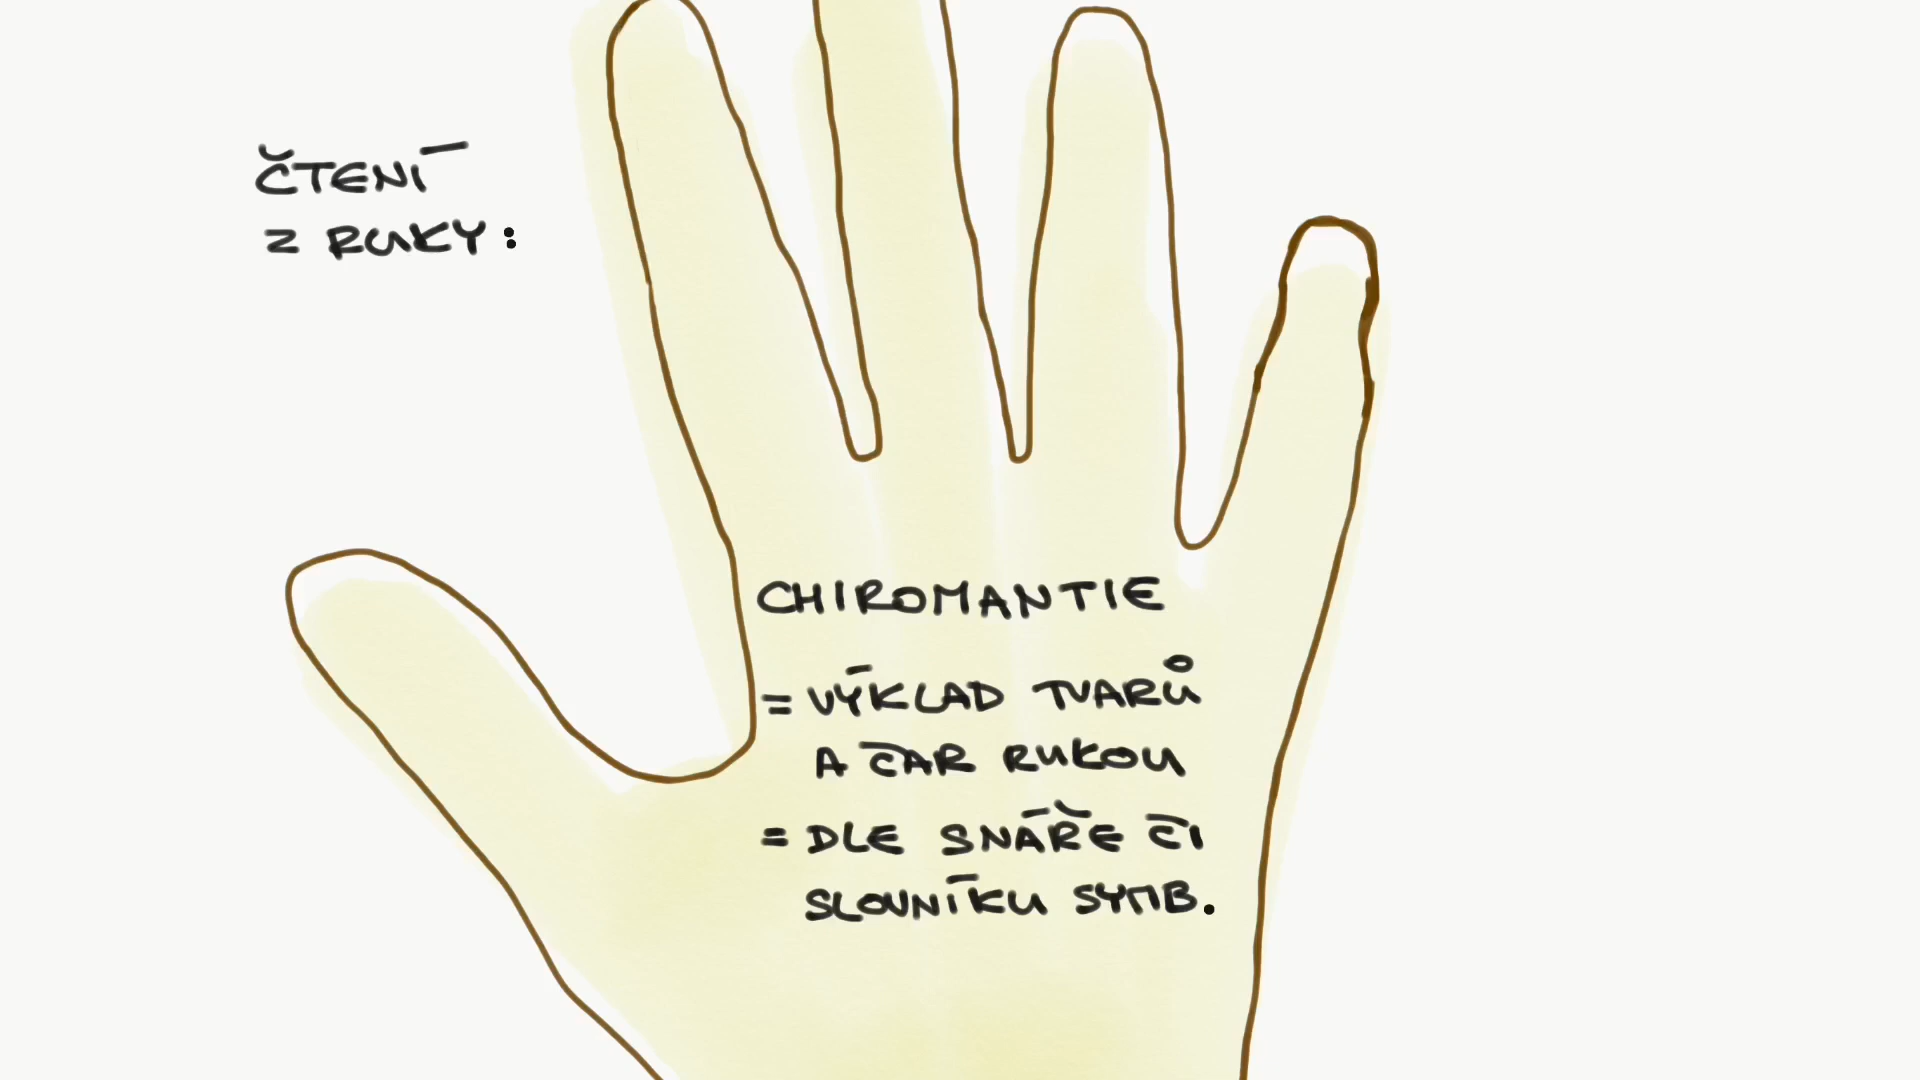 ČTENÍ
Z RUKY:
CHIROMANTIE
= VÝKLAD TVARŮ
A ČAR RUKOU
= DLE SNÁŘE ČI
SLOVNÍKU SYMB.